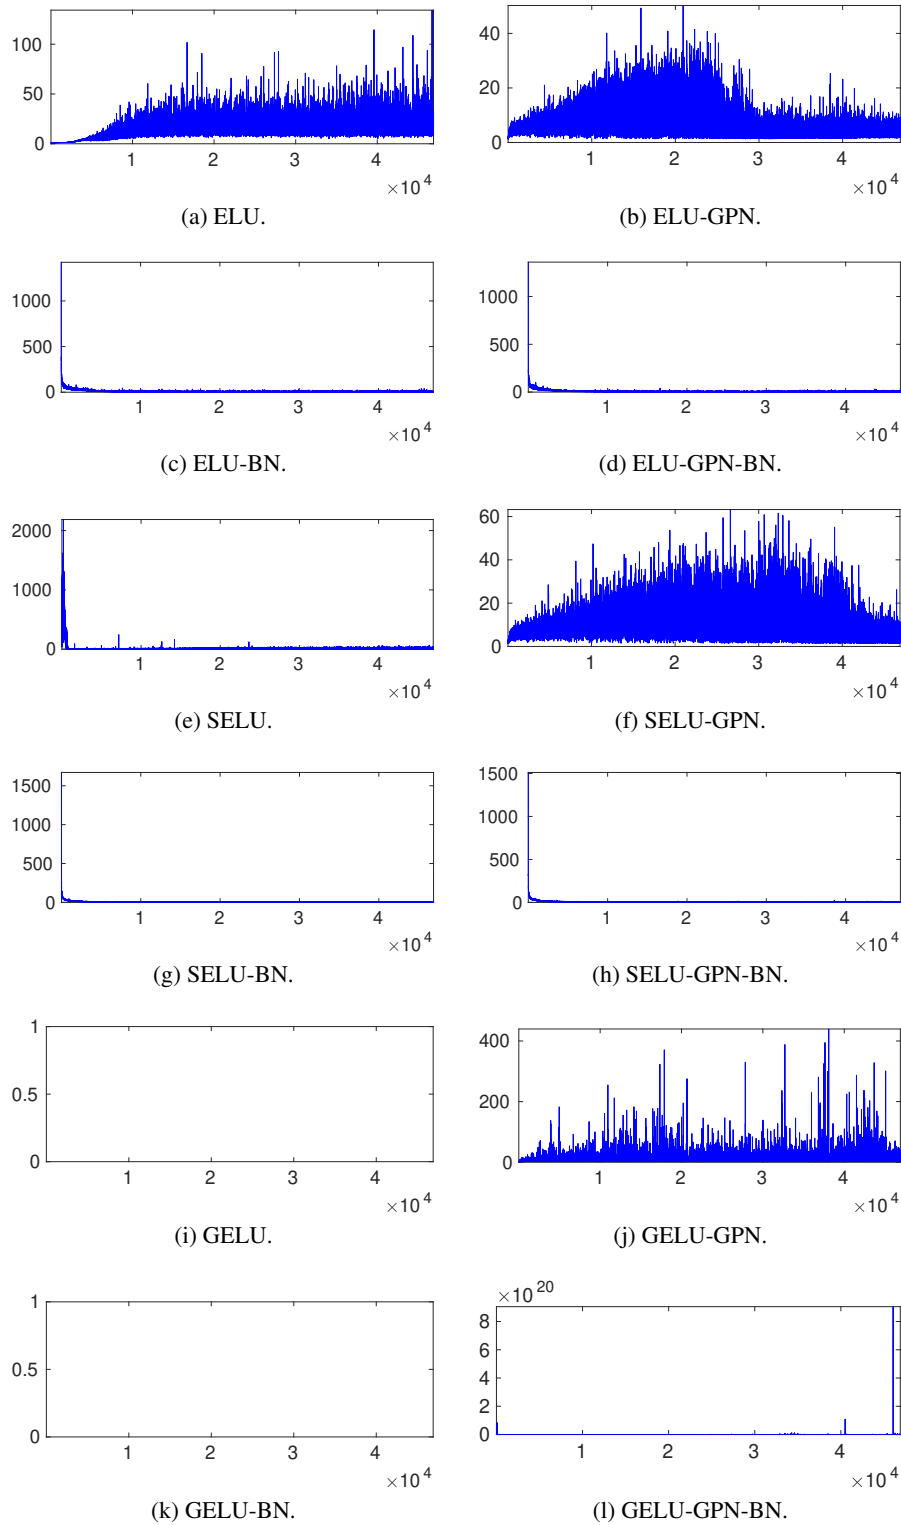 100
50
0
1 2 3 4
×10^4
(a) ELU.
40
20
0
1 2 3 4
×10^4
(b) ELU-GPN.
1000
500
0
1 2 3 4
×10^4
(c) ELU-BN.
1000
500
0
1 2 3 4
×10^4
(d) ELU-GPN-BN.
2000
1000
0
1 2 3 4
×10^4
(e) SELU.
60
40
20
0
1 2 3 4
×10^4
(f) SELU-GPN.
1500
1000
500
0
1 2 3 4
×10^4
(g) SELU-BN.
1500
1000
500
0
1 2 3 4
×10^4
(h) SELU-GPN-BN.
1
0.5
0
1 2 3 4
×10^4
(i) GELU.
400
200
0
1 2 3 4
×10^4
(j) GELU-GPN.
1
0.5
0
1 2 3 4
×10^4
(k) GELU-BN.
×10^20
8
6
4
2
0
1 2 3 4
×10^4
(l) GELU-GPN-BN.